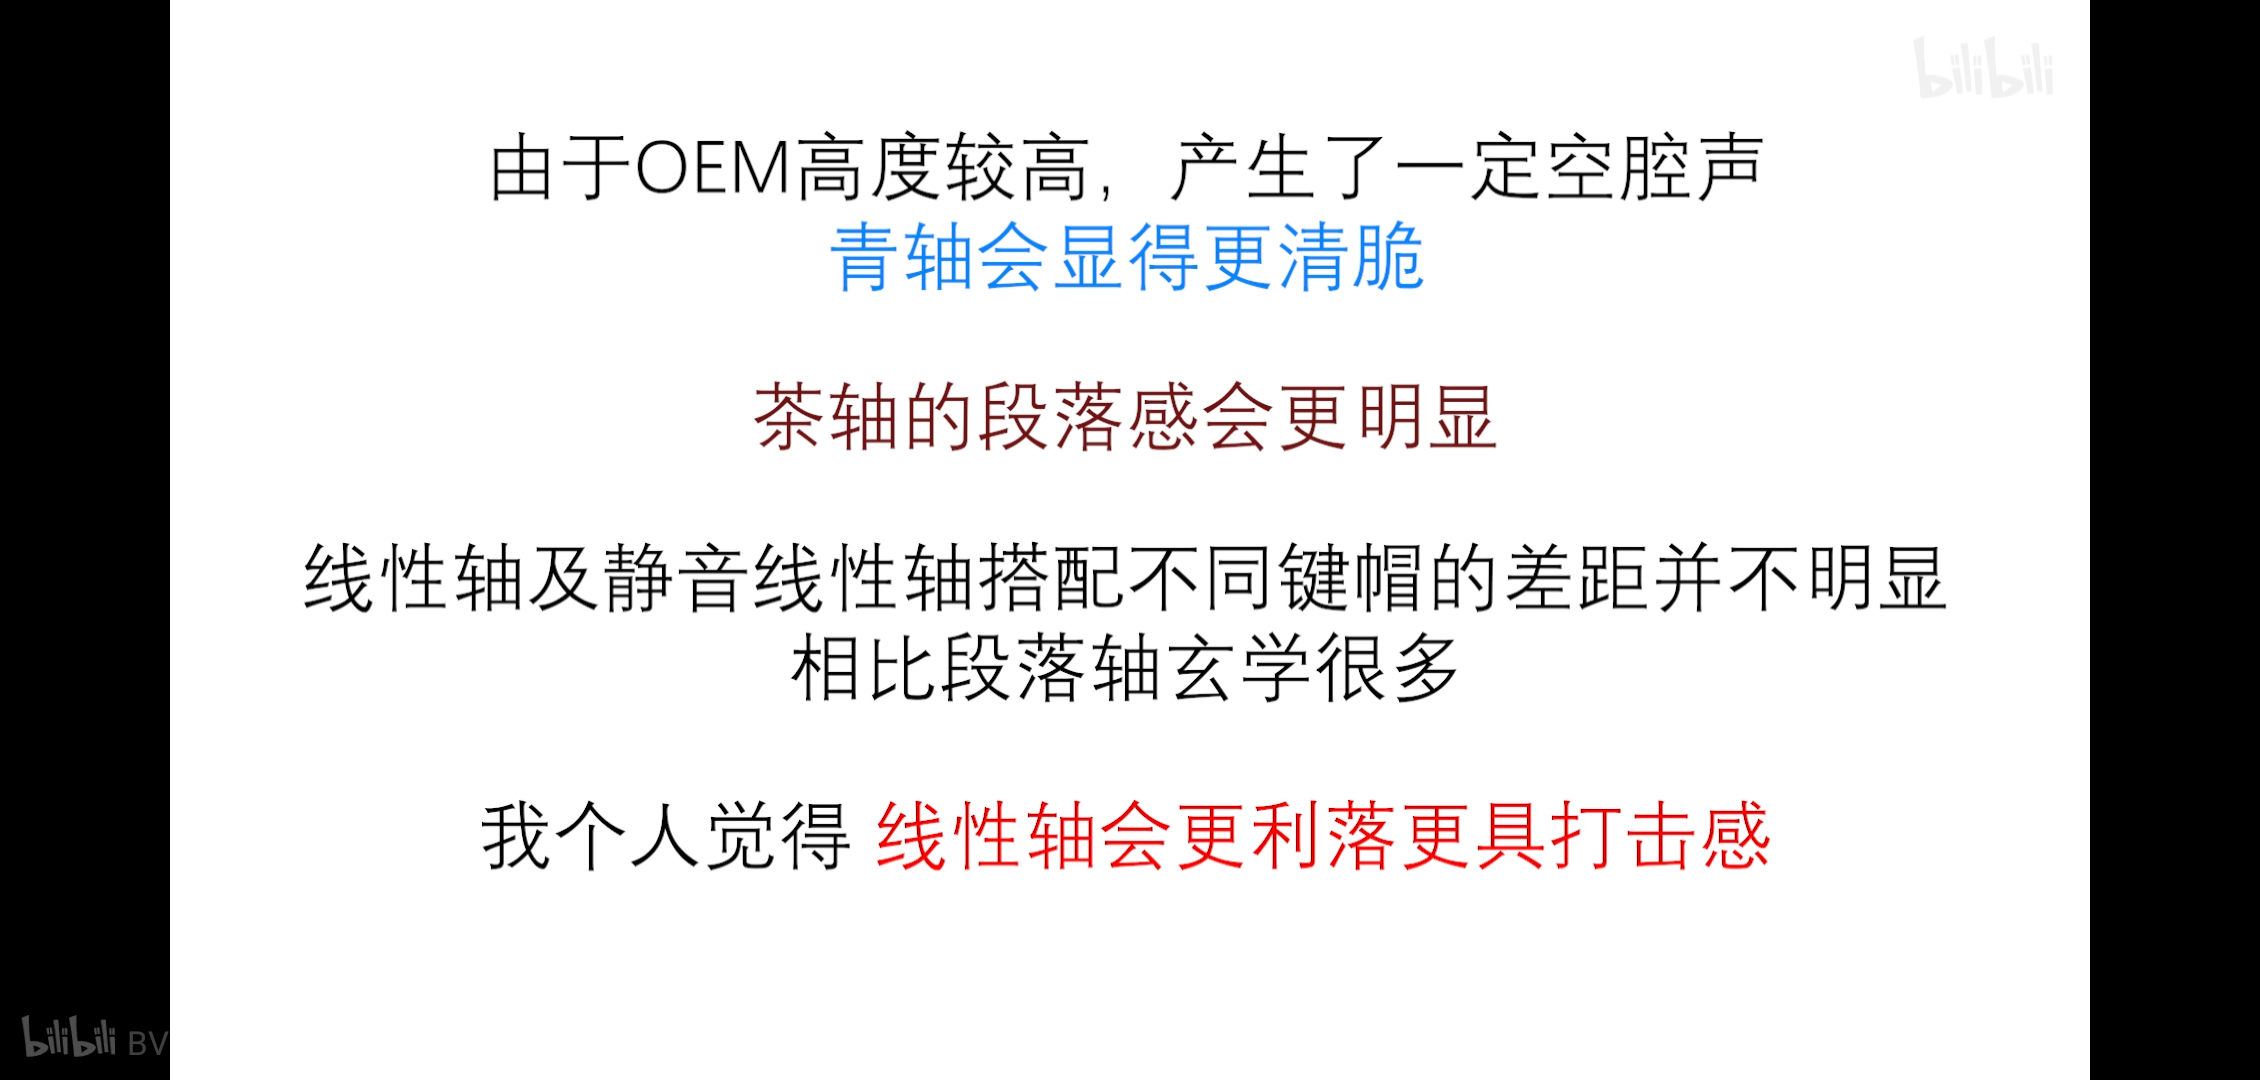 bilibili
由于OEM高度较高，产生了一定空腔声
青轴会显得更清脆
茶轴的段落感会更明显
线性轴及静音线性轴搭配不同键帽的差距并不明显
相比段落轴玄学很多
我个人觉得 线性轴会更利落更具打击感
bilibili BV